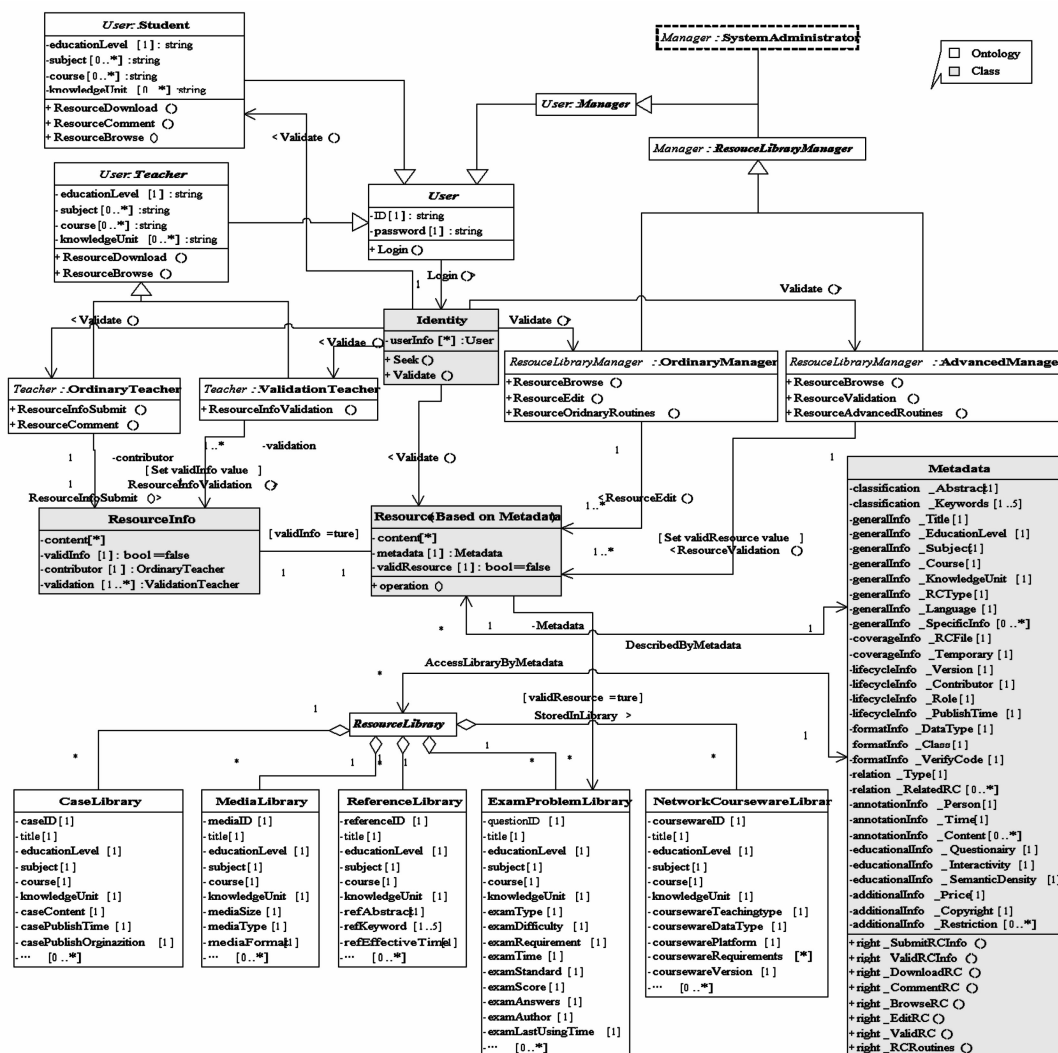 User::Student
-educationLevel [1] : string
-subject [0..*] :string
-course [0..*] :string
-knowledgeUnit [0..*] :string
+ ResourceDownload ()
+ ResourceComment ()
+ ResourceBrowse ()
Manager::SystemAdministrator
Ontology
Class
User::Manager
Manager::ResouceLibraryManager
< Validate ()
User::Teacher
- educationLevel [1] : string
- subject [0..*] :string
- course [0..*] :string
- knowledgeUnit [0..*] :string
+ ResourceDownload ()
+ ResourceBrowse ()
User
-ID [1] : string
-password [1] : string
+ Login ()
Login ()>
1
Validate ()>
< Validate ()
Validate ()>
< Validae ()
Identity
- userInfo [*] :User
+ Seek ()
+ Validate ()
ResouceLibraryManager::OrdinaryManager
+ ResourceBrowse ()
+ ResourceEdit ()
+ ResourceOridnaryRoutines ()
ResouceLibraryManager::AdvancedManage
+ ResourceBrowse ()
+ ResourceValidation ()
+ ResourceAdvancedRoutines ()
Teacher::OrdinaryTeacher
+ ResourceInfoSubmit ()
+ ResourceComment ()
Teacher::ValidationTeacher
+ ResourceInfoValidation ()
1
-contributor
1..*
-validation
[Set validInfo value ]
ResourceInfoValidation ()>
1
ResourceInfoSubmit ()>
< Validate ()
1
<ResourceEdit ()
1..*
1
[Set validResource value]
<ResourceValidation ()
1..*
ResourceInfo
-content[*]
-validInfo [1] : bool=false
-contributor [1] : OrdinaryTeacher
-validation [1..*] :ValidationTeacher
[validInfo =ture]
1
1
Resource(Based on Metadata)
- content[*]
- metadata [1] : Metadata
- validResource [1] : bool=false
+ operation ()
*
1
-Metadata
1
DescribedByMetadata
AccessLibraryByMetadata
*
*
[validResource =ture]
StoredInLibrary >
1
1
ResourceLibrary
*
*
1
1
*
1
*
*
*
Metadata
-classification _Abstract[1]
-classification _Keywords [1..5]
-generalInfo _Title [1]
-generalInfo _EducationLevel [1]
-generalInfo _Subject[1]
-generalInfo _Course [1]
-generalInfo _KnowledgeUnit [1]
-generalInfo _RCType [1]
-generalInfo _Language [1]
-generalInfo _SpecificInfo [0..*]
-coverageInfo _RCFile [1]
-coverageInfo _Temporary [1]
-lifecycleInfo _Version [1]
-lifecycleInfo _Contributor [1]
-lifecycleInfo _Role [1]
-lifecycleInfo _PublishTime [1]
-formatInfo _DataType [1]
-formatInfo _Class [1]
-formatInfo _VerifyCode [1]
-relation _Type[1]
-relation _RelatedRC [0..*]
-annotationInfo _Person [1]
-annotationInfo _Time[1]
-annotationInfo _Content[0..*]
-educationalInfo _Questionairy [1]
-educationalInfo _Interactivity [1]
-educationalInfo _SemanticDensity [1]
-additionalInfo _Price[1]
-additionalInfo _Copyright [1]
-additionalInfo _Restriction [0..*]
+ right _SubmitRCInfo ()
+ right _ValidRCInfo ()
+ right _DownloadRC ()
+ right _CommentRC ()
+ right _BrowseRC ()
+ right _EditRC ()
+ right _ValidRC ()
+ right _RCRoutines ()
CaseLibrary
- caseID [1]
- title [1]
- educationLevel [1]
- subject [1]
- course [1]
- knowledgeUnit [1]
- caseContent [1]
- casePublishTime [1]
- casePublishOrginazition [1]
- ... [0..*]
MediaLibrary
- mediaID [1]
- title [1]
- educationLevel [1]
- subject [1]
- course [1]
- knowledgeUnit [1]
- mediaSize [1]
- mediaType [1]
- mediaFormat[1]
- ... [0..*]
ReferenceLibrary
- referenceID [1]
- title [1]
- educationLevel [1]
- subject [1]
- course [1]
- knowledgeUnit [1]
- refAbstract[1]
- refKeyword [1..5]
- refEffectiveTime[1]
- ... [0..*]
ExamProblemLibrary
- questionID [1]
- title [1]
- educationLevel [1]
- subject [1]
- course [1]
- knowledgeUnit [1]
- examType [1]
- examDifficulty [1]
- examRequirement [1]
- examTime [1]
- examStandard [1]
- examScore [1]
- examAnswers [1]
- examAuthor [1]
- examLastUsingTime [1]
- ... [0..*]
NetworkCoursewareLibrar
- coursewareID [1]
- title [1]
- educationLevel [1]
- subject [1]
- course [1]
- knowledgeUnit [1]
- coursewareTeachingtype [1]
- coursewareDataType [1]
- coursewarePlatform [1]
- coursewareRequirements [*]
- coursewareVersion [1]
- ... [0..*]